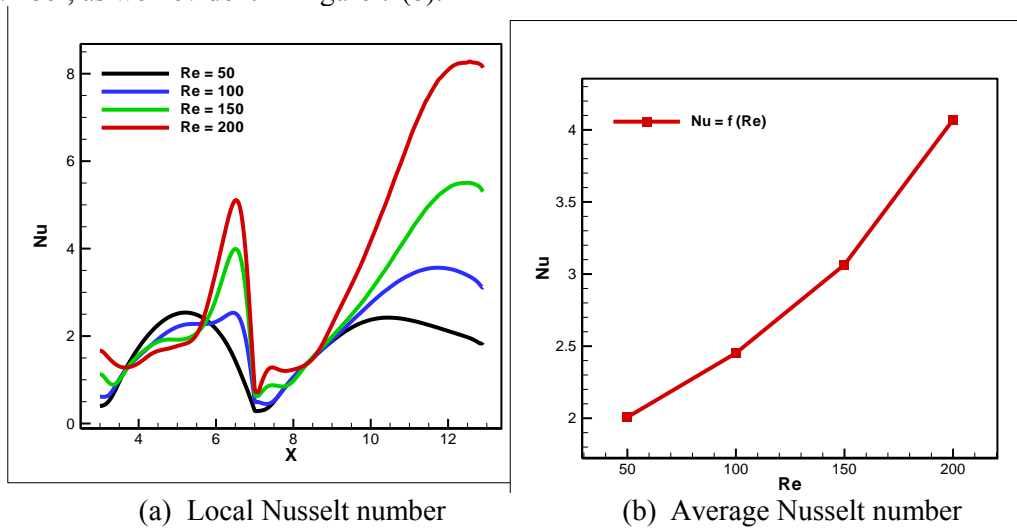 Re = 50
Re = 100
Re = 150
Re = 200
8
6
4
2
0
Nu
4
6
8
10
12
X
Nu = f (Re)
4
3.5
3
2.5
2
Nu
50
100
150
200
Re
(a) Local Nusselt number
(b) Average Nusselt number